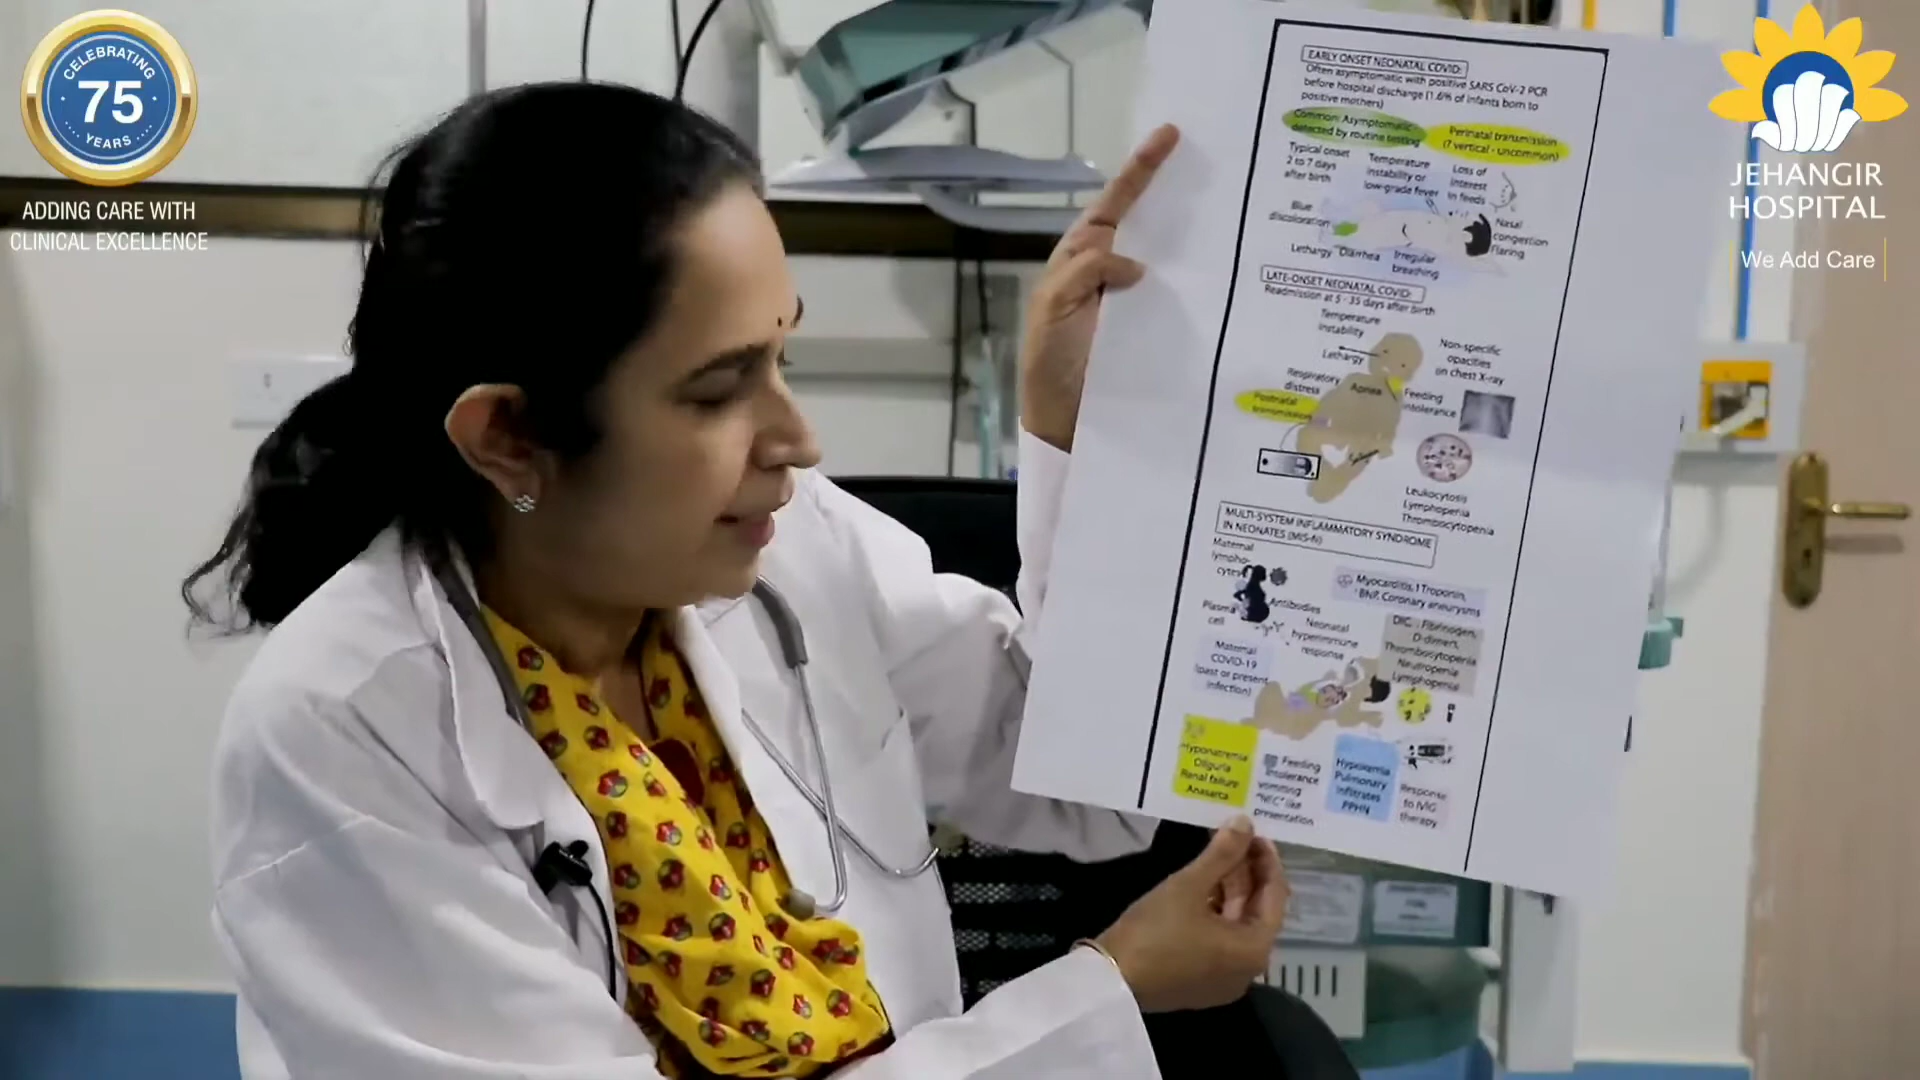 CELEBRATING
75
YEARS
ADDING CARE WITH
CLINICAL EXCELLENCE
JEHANGIR
HOSPITAL
We Add Care
EARLY ONSET NEONATAL COVID:
Often asymptomatic with positive SARS CoV-2 PCR
before hospital discharge (1.6% of infants born to
positive mothers)
Common: Asymptomatic
detected by routine testing
Perinatal transmission
(? vertical - uncommon)
Typical onset
2 to 7 days
after birth
Temperature
instability or
low-grade fever
Loss of
interest
in feeds
Blue
discoloration
Nasal
congestion
Flaring
Lethargy
Diarrhea
Irregular
breathing
LATE-ONSET NEONATAL COVID:
Readmission at 5 - 35 days after birth
Temperature
instability
Lethargy
Non-specific
opacities
on chest X-ray
Respiratory
distress
Apnea
Feeding
intolerance
Postnatal
transmission
Leukocytosis
Lymphopenia
Thrombocytopenia
MULTI-SYSTEM INFLAMMATORY SYNDROME
IN NEONATES (MIS-N)
Maternal
lympho-
cytes
Myocarditis, ↑Troponin,
BNP, Coronary aneurysms
Plasma
cell
Antibodies
Neonatal
hyperimmune
response
DIC, Fibrinogen,
D-dimers,
Thrombocytopenia
Neutropenia
Lymphopenia
Maternal
COVID-19
(past or present
infection)
Hyponatremia
Oliguria
Renal failure
Anasarca
Feeding
intolerance
vomiting
"NEC" like
presentation
Hypoxemia
Pulmonary
infiltrates
PPHN
Response
to IVIG
therapy